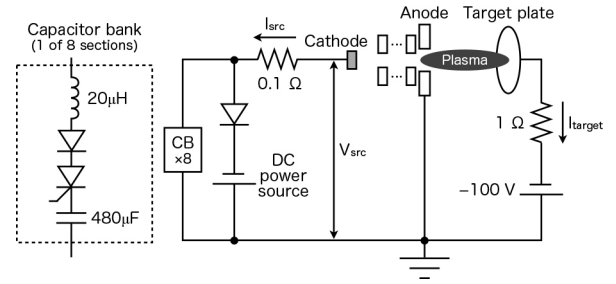 Capacitor bank
(1 of 8 sections)
20μH
480μF
Isrc
Cathode
0.1 Ω
CB
×8
DC
power
source
Vsrc
Anode
Target plate
Plasma
1 Ω
Itarget
−100 V